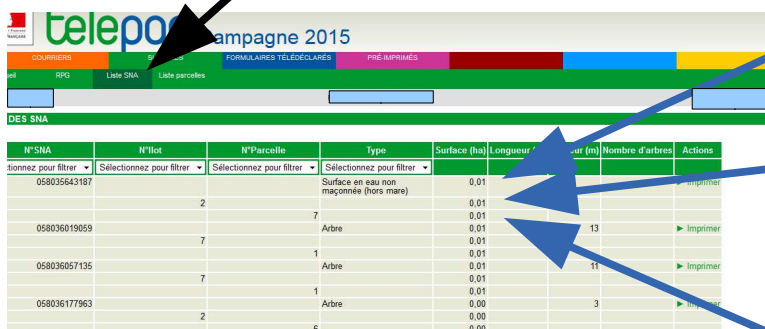 telepac
Campagne 2015
COURRIERS FORMULAIRES TÉLÉDÉCLARÉS PRÉ-IMPRIMÉS
RPG Liste SNA Liste parcelles
DES SNA
N°SNA N°Ilot N°Parcelle Type Surface (ha) Longueur (m) Nombre d'arbres Actions
Sélectionnez pour filtrer Sélectionnez pour filtrer Sélectionnez pour filtrer
058035643187 Surface en eau non 0,01 Imprimer
maçonnée (hors mare)
2 0,01
7 0,01
058036019059 Arbre 0,01 13 Imprimer
7 0,01
1 0,01
058036057135 Arbre 0,01 11 Imprimer
7 0,01
1 0,01
058036177963 Arbre 0,00 3 Imprimer
2 0,00
6 0,00